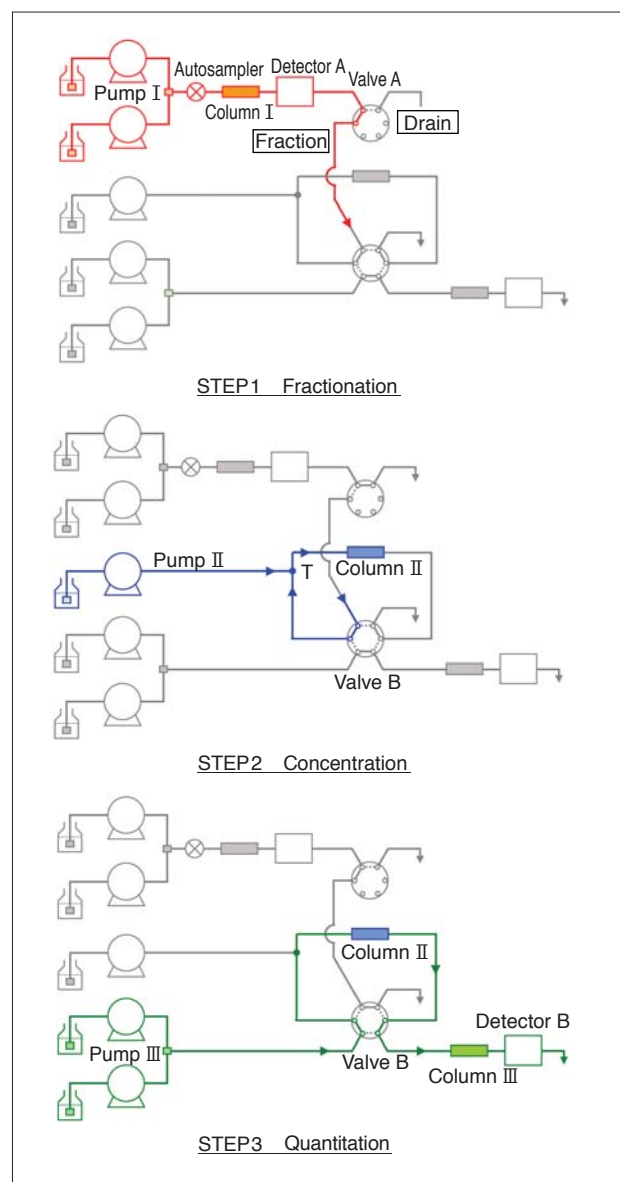 Autosampler
Detector A
Valve A
Pump Ⅰ
Column Ⅰ
Fraction
Drain
STEP1 Fractionation
Pump Ⅱ
T
Column Ⅱ
Valve B
STEP2 Concentration
Column Ⅱ
Pump Ⅲ
Valve B
Detector B
Column Ⅲ
STEP3 Quantitation